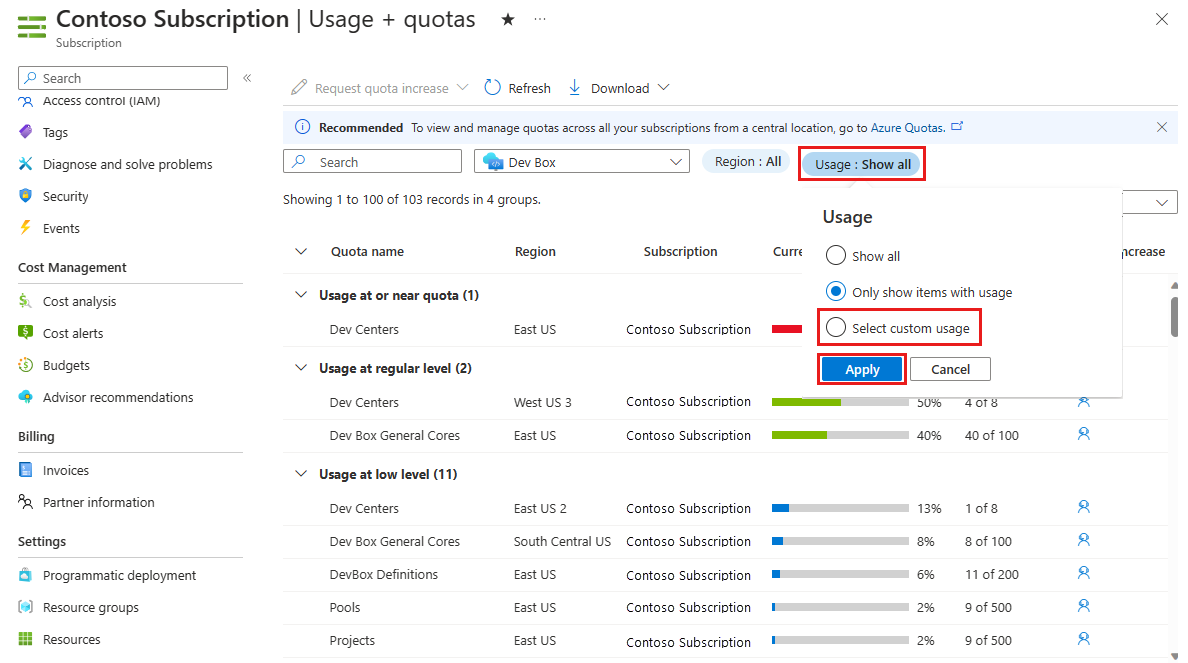 Contoso Subscription | Usage + quotas ★ ...
Subscription
Search «
Access control (IAM)
Tags
Diagnose and solve problems
Security
Events
Cost Management
Cost analysis
Cost alerts
Budgets
Advisor recommendations
Billing
Invoices
Partner information
Settings
Programmatic deployment
Resource groups
Resources
Request quota increase Refresh Download
Recommended To view and manage quotas across all your subscriptions from a central location, go to Azure Quotas.
Search Dev Box Region : All Usage : Show all
Showing 1 to 100 of 103 records in 4 groups.
Usage
Show all
Only show items with usage
Select custom usage
Apply Cancel
Quota name Region Subscription Curre ncrease
Usage at or near quota (1)
Dev Centers East US Contoso Subscription
Usage at regular level (2)
Dev Centers West US 3 Contoso Subscription 50% 4 of 8
Dev Box General Cores East US Contoso Subscription 40% 40 of 100
Usage at low level (11)
Dev Centers East US 2 Contoso Subscription 13% 1 of 8
Dev Box General Cores South Central US Contoso Subscription 8% 8 of 100
DevBox Definitions East US Contoso Subscription 6% 11 of 200
Pools East US Contoso Subscription 2% 9 of 500
Projects East US Contoso Subscription 2% 9 of 500